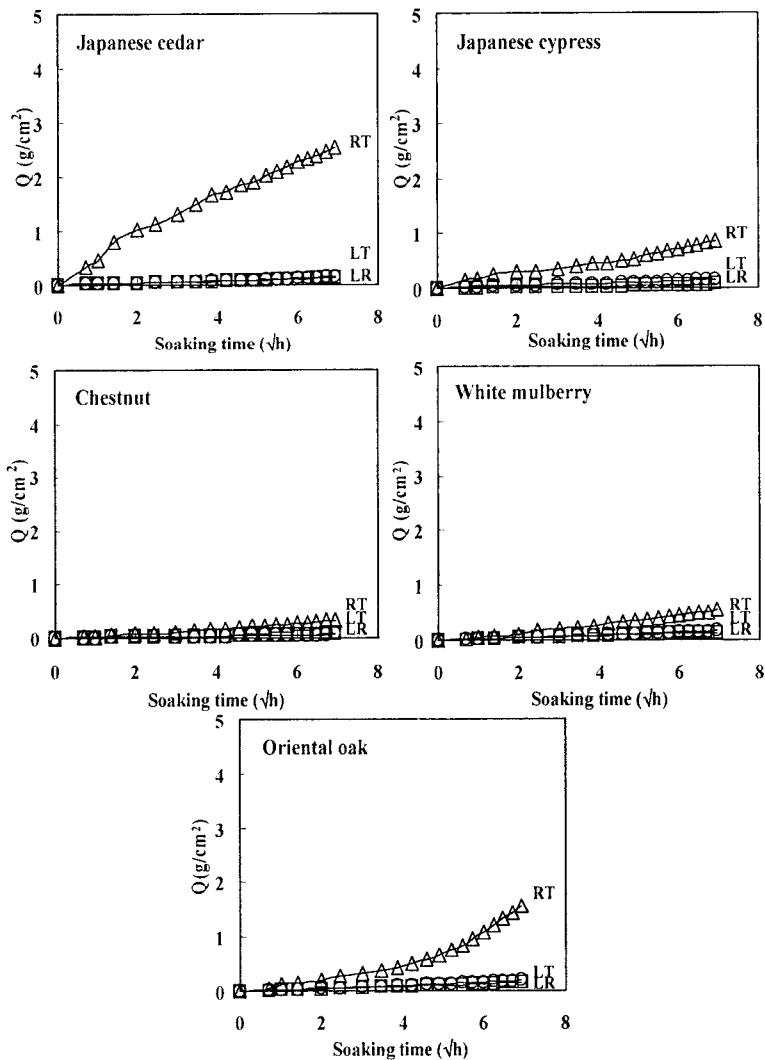 Japanese cedar
5
4
3
2
1
0
Q (g/cm²)
RT
LT
LR
0 2 4 6 8
Soaking time (√h)
Japanese cypress
5
4
3
2
1
0
Q (g/cm²)
RT
LT
LR
0 2 4 6 8
Soaking time (√h)
Chestnut
5
4
3
2
1
0
Q (g/cm²)
RT
LT
LR
0 2 4 6 8
Soaking time (√h)
White mulberry
5
4
3
2
1
0
Q (g/cm²)
RT
LT
LR
0 2 4 6 8
Soaking time (√h)
Oriental oak
5
4
3
2
1
0
Q (g/cm²)
RT
LT
LR
0 2 4 6 8
Soaking time (√h)